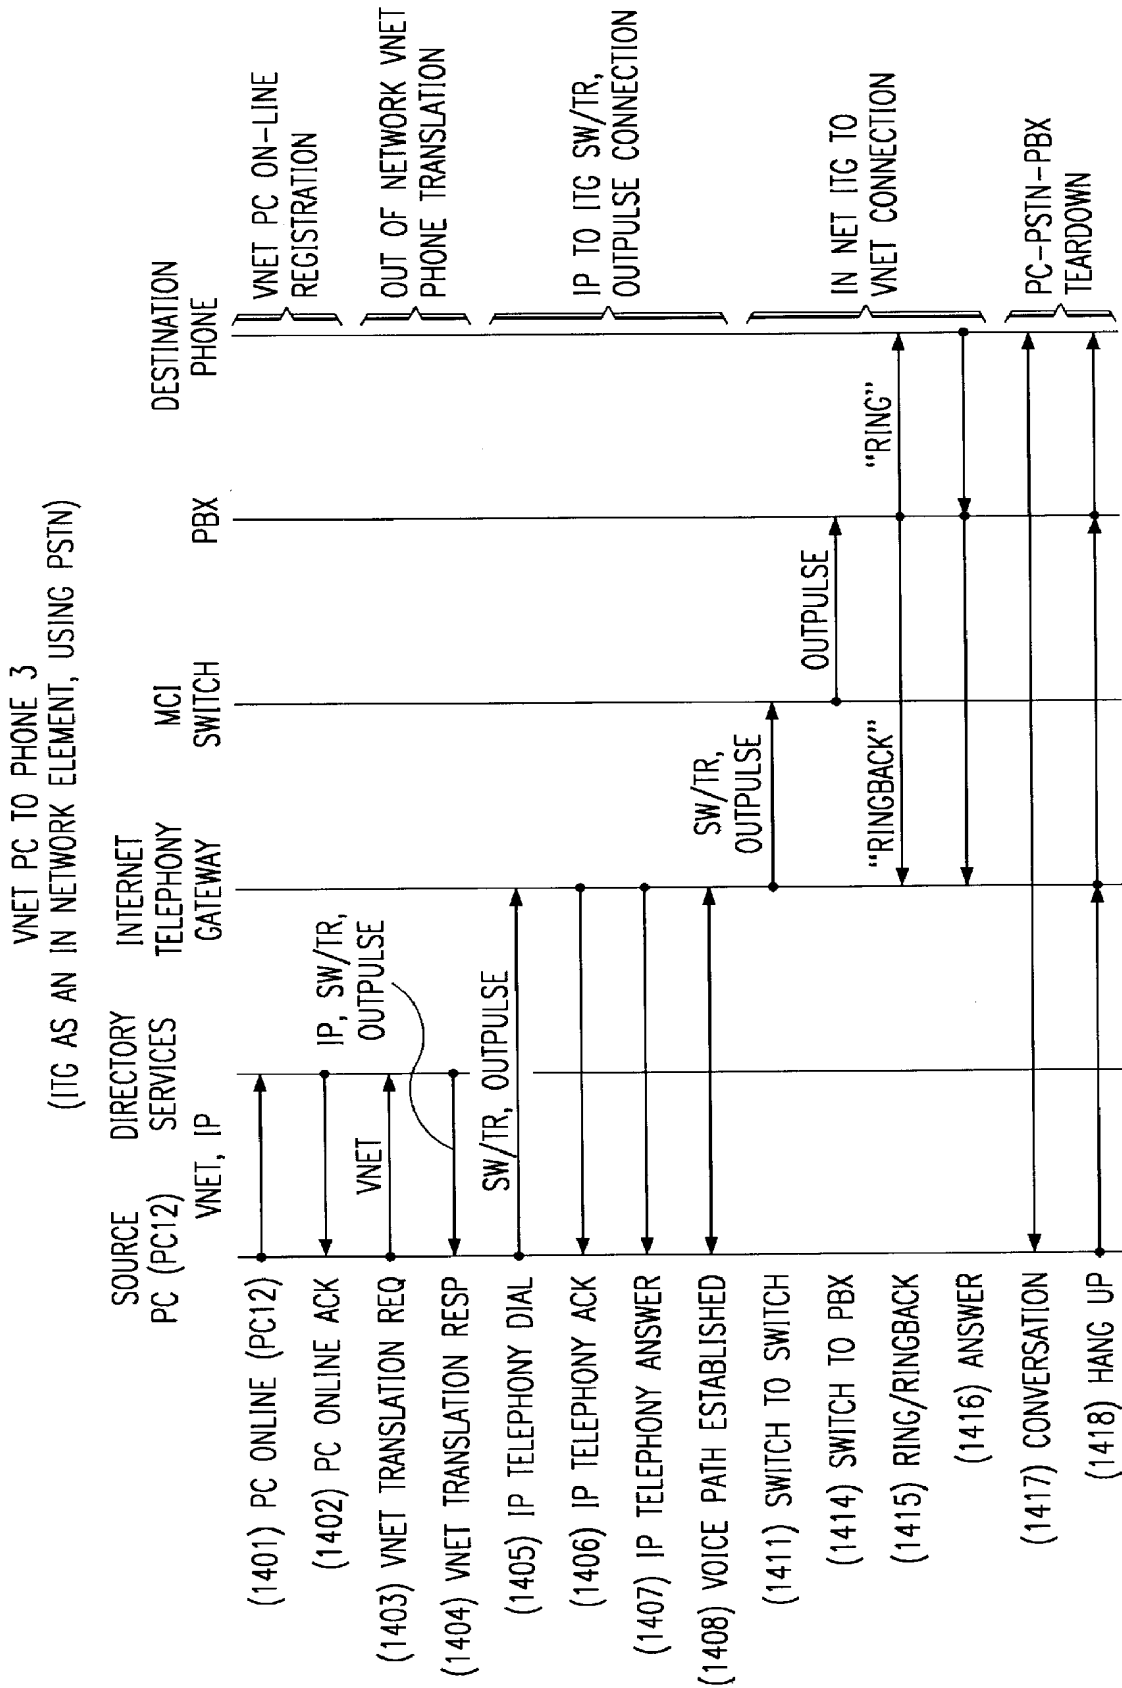 VNET PC TO PHONE 3
(ITG AS AN IN NETWORK ELEMENT, USING PSTN)
SOURCE
PC (PC12)
DIRECTORY
SERVICES
INTERNET
TELEPHONY
GATEWAY
MCI
SWITCH
PBX
DESTINATION
PHONE
VNET, IP
(1401) PC ONLINE (PC12)
(1402) PC ONLINE ACK
VNET PC ON-LINE
REGISTRATION
(1403) VNET TRANSLATION REQ
VNET
(1404) VNET TRANSLATION RESP
IP, SW/TR,
OUTPULSE
OUT OF NETWORK VNET
PHONE TRANSLATION
(1405) IP TELEPHONY DIAL
SW/TR, OUTPULSE
(1406) IP TELEPHONY ACK
(1407) IP TELEPHONY ANSWER
(1408) VOICE PATH ESTABLISHED
IP TO ITG SW/TR,
OUTPULSE CONNECTION
(1411) SWITCH TO SWITCH
SW/TR,
OUTPULSE
(1414) SWITCH TO PBX
OUTPULSE
(1415) RING/RINGBACK
"RINGBACK"
"RING"
(1416) ANSWER
IN NET ITG TO
VNET CONNECTION
(1417) CONVERSATION
(1418) HANG UP
PC-PSTN-PBX
TEARDOWN